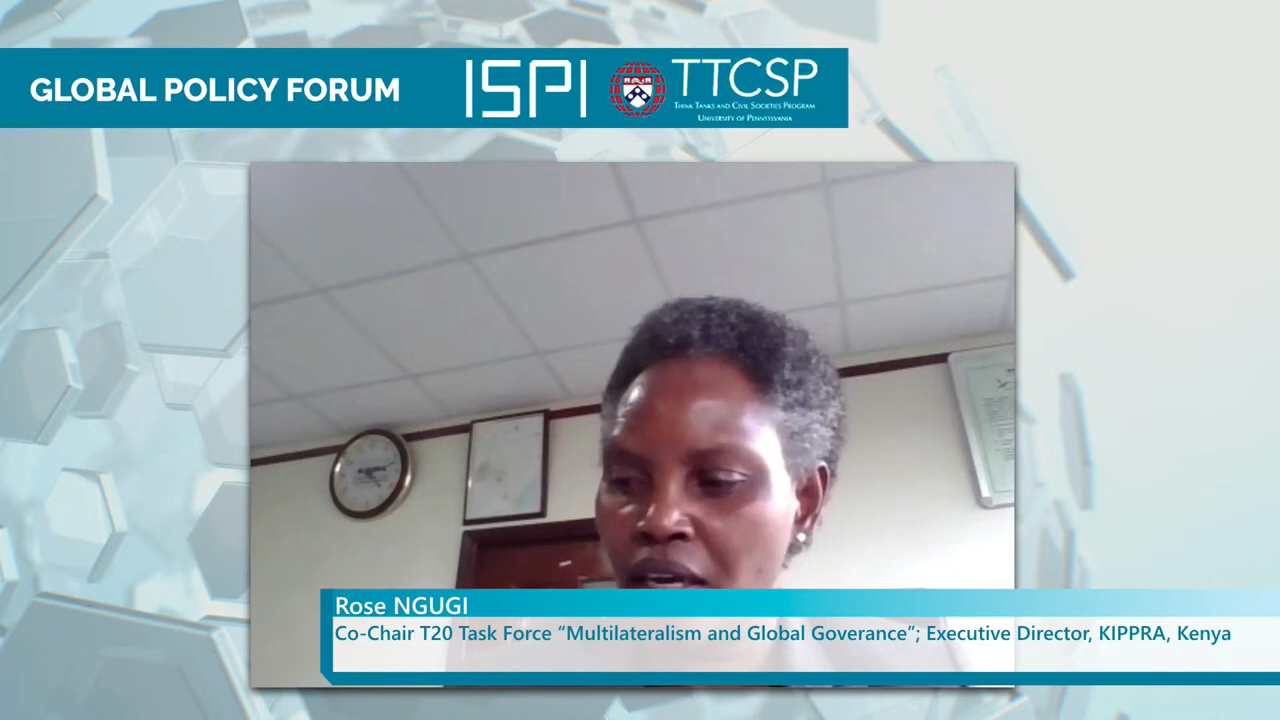 GLOBAL POLICY FORUM
ISPI
TTCSP
THINK TANKS AND CIVIL SOCIETIES PROGRAM
UNIVERSITY OF PENNSYLVANIA
Rose NGUGI
Co-Chair T20 Task Force “Multilateralism and Global Goverance”; Executive Director, KIPPRA, Kenya